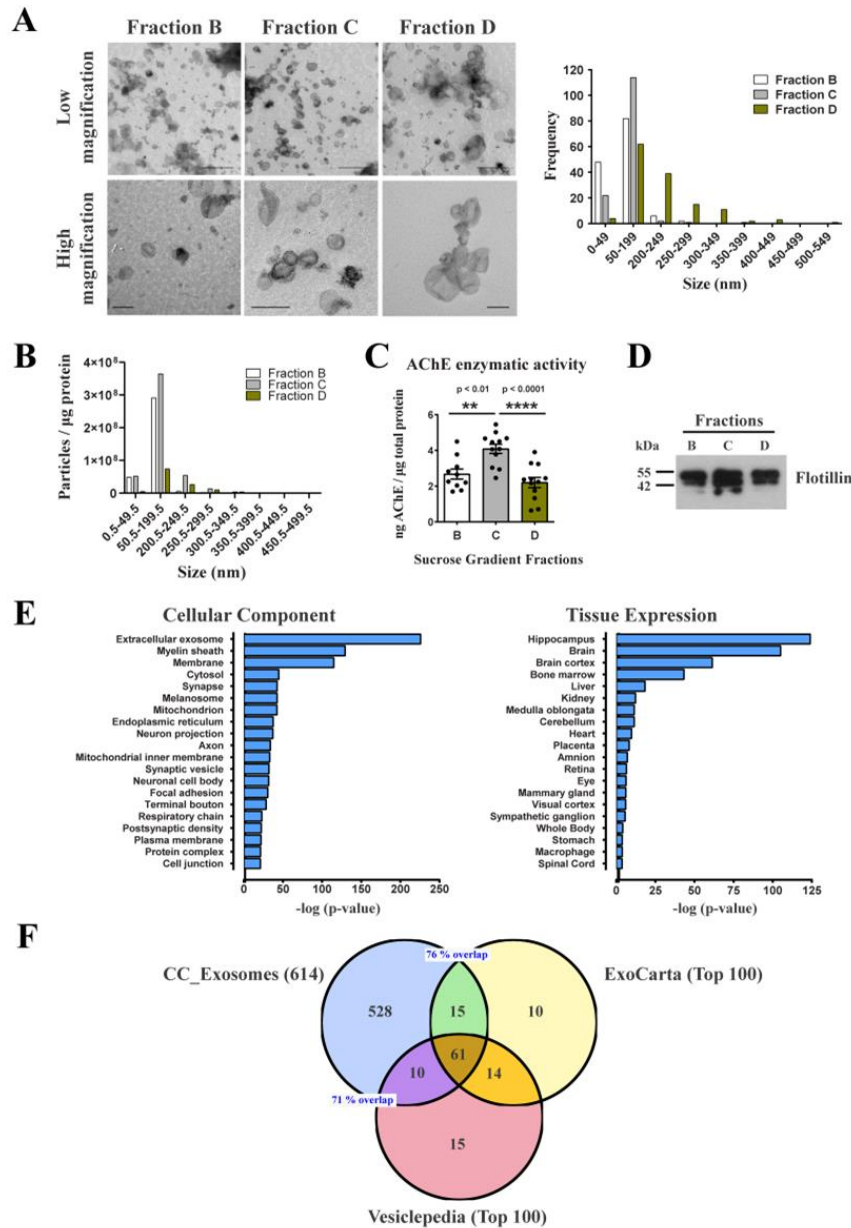 A
Fraction B
Fraction C
Fraction D
Low
magnification
High
magnification
120
100
80
60
40
20
0
Frequency
Fraction B
Fraction C
Fraction D
0-49
50-199
200-249
250-299
300-349
350-399
400-449
450-499
500-549
Size (nm)
B
4×10⁸
3×10⁸
2×10⁸
1×10⁸
0
Particles / µg protein
Fraction B
Fraction C
Fraction D
0.5-49.5
50.5-199.5
200.5-249.5
250.5-299.5
300.5-349.5
350.5-399.5
400.5-449.5
450.5-499.5
Size (nm)
C
AChE enzymatic activity
p < 0.01 p < 0.0001
** ****
6
4
2
0
ng AChE / µg total protein
B C D
Sucrose Gradient Fractions
D
Fractions
kDa B C D
55
42
Flotillin
E
Cellular Component
Extracellular exosome
Myelin sheath
Membrane
Cytosol
Synapse
Melanosome
Mitochondrion
Endoplasmic reticulum
Neuron projection
Axon
Mitochondrial inner membrane
Synaptic vesicle
Neuronal cell body
Focal adhesion
Terminal bouton
Respiratory chain
Postsynaptic density
Plasma membrane
Protein complex
Cell junction
0 50 100 150 200 250
-log (p-value)
Tissue Expression
Hippocampus
Brain
Brain cortex
Bone marrow
Liver
Kidney
Medulla oblongata
Cerebellum
Heart
Placenta
Amnion
Retina
Eye
Mammary gland
Visual cortex
Sympathetic ganglion
Whole Body
Stomach
Macrophage
Spinal Cord
0 25 50 75 100 125
-log (p-value)
F
CC_Exosomes (614)
76 % overlap
ExoCarta (Top 100)
528
15
10
61
10
14
71 % overlap
15
Vesiclepedia (Top 100)